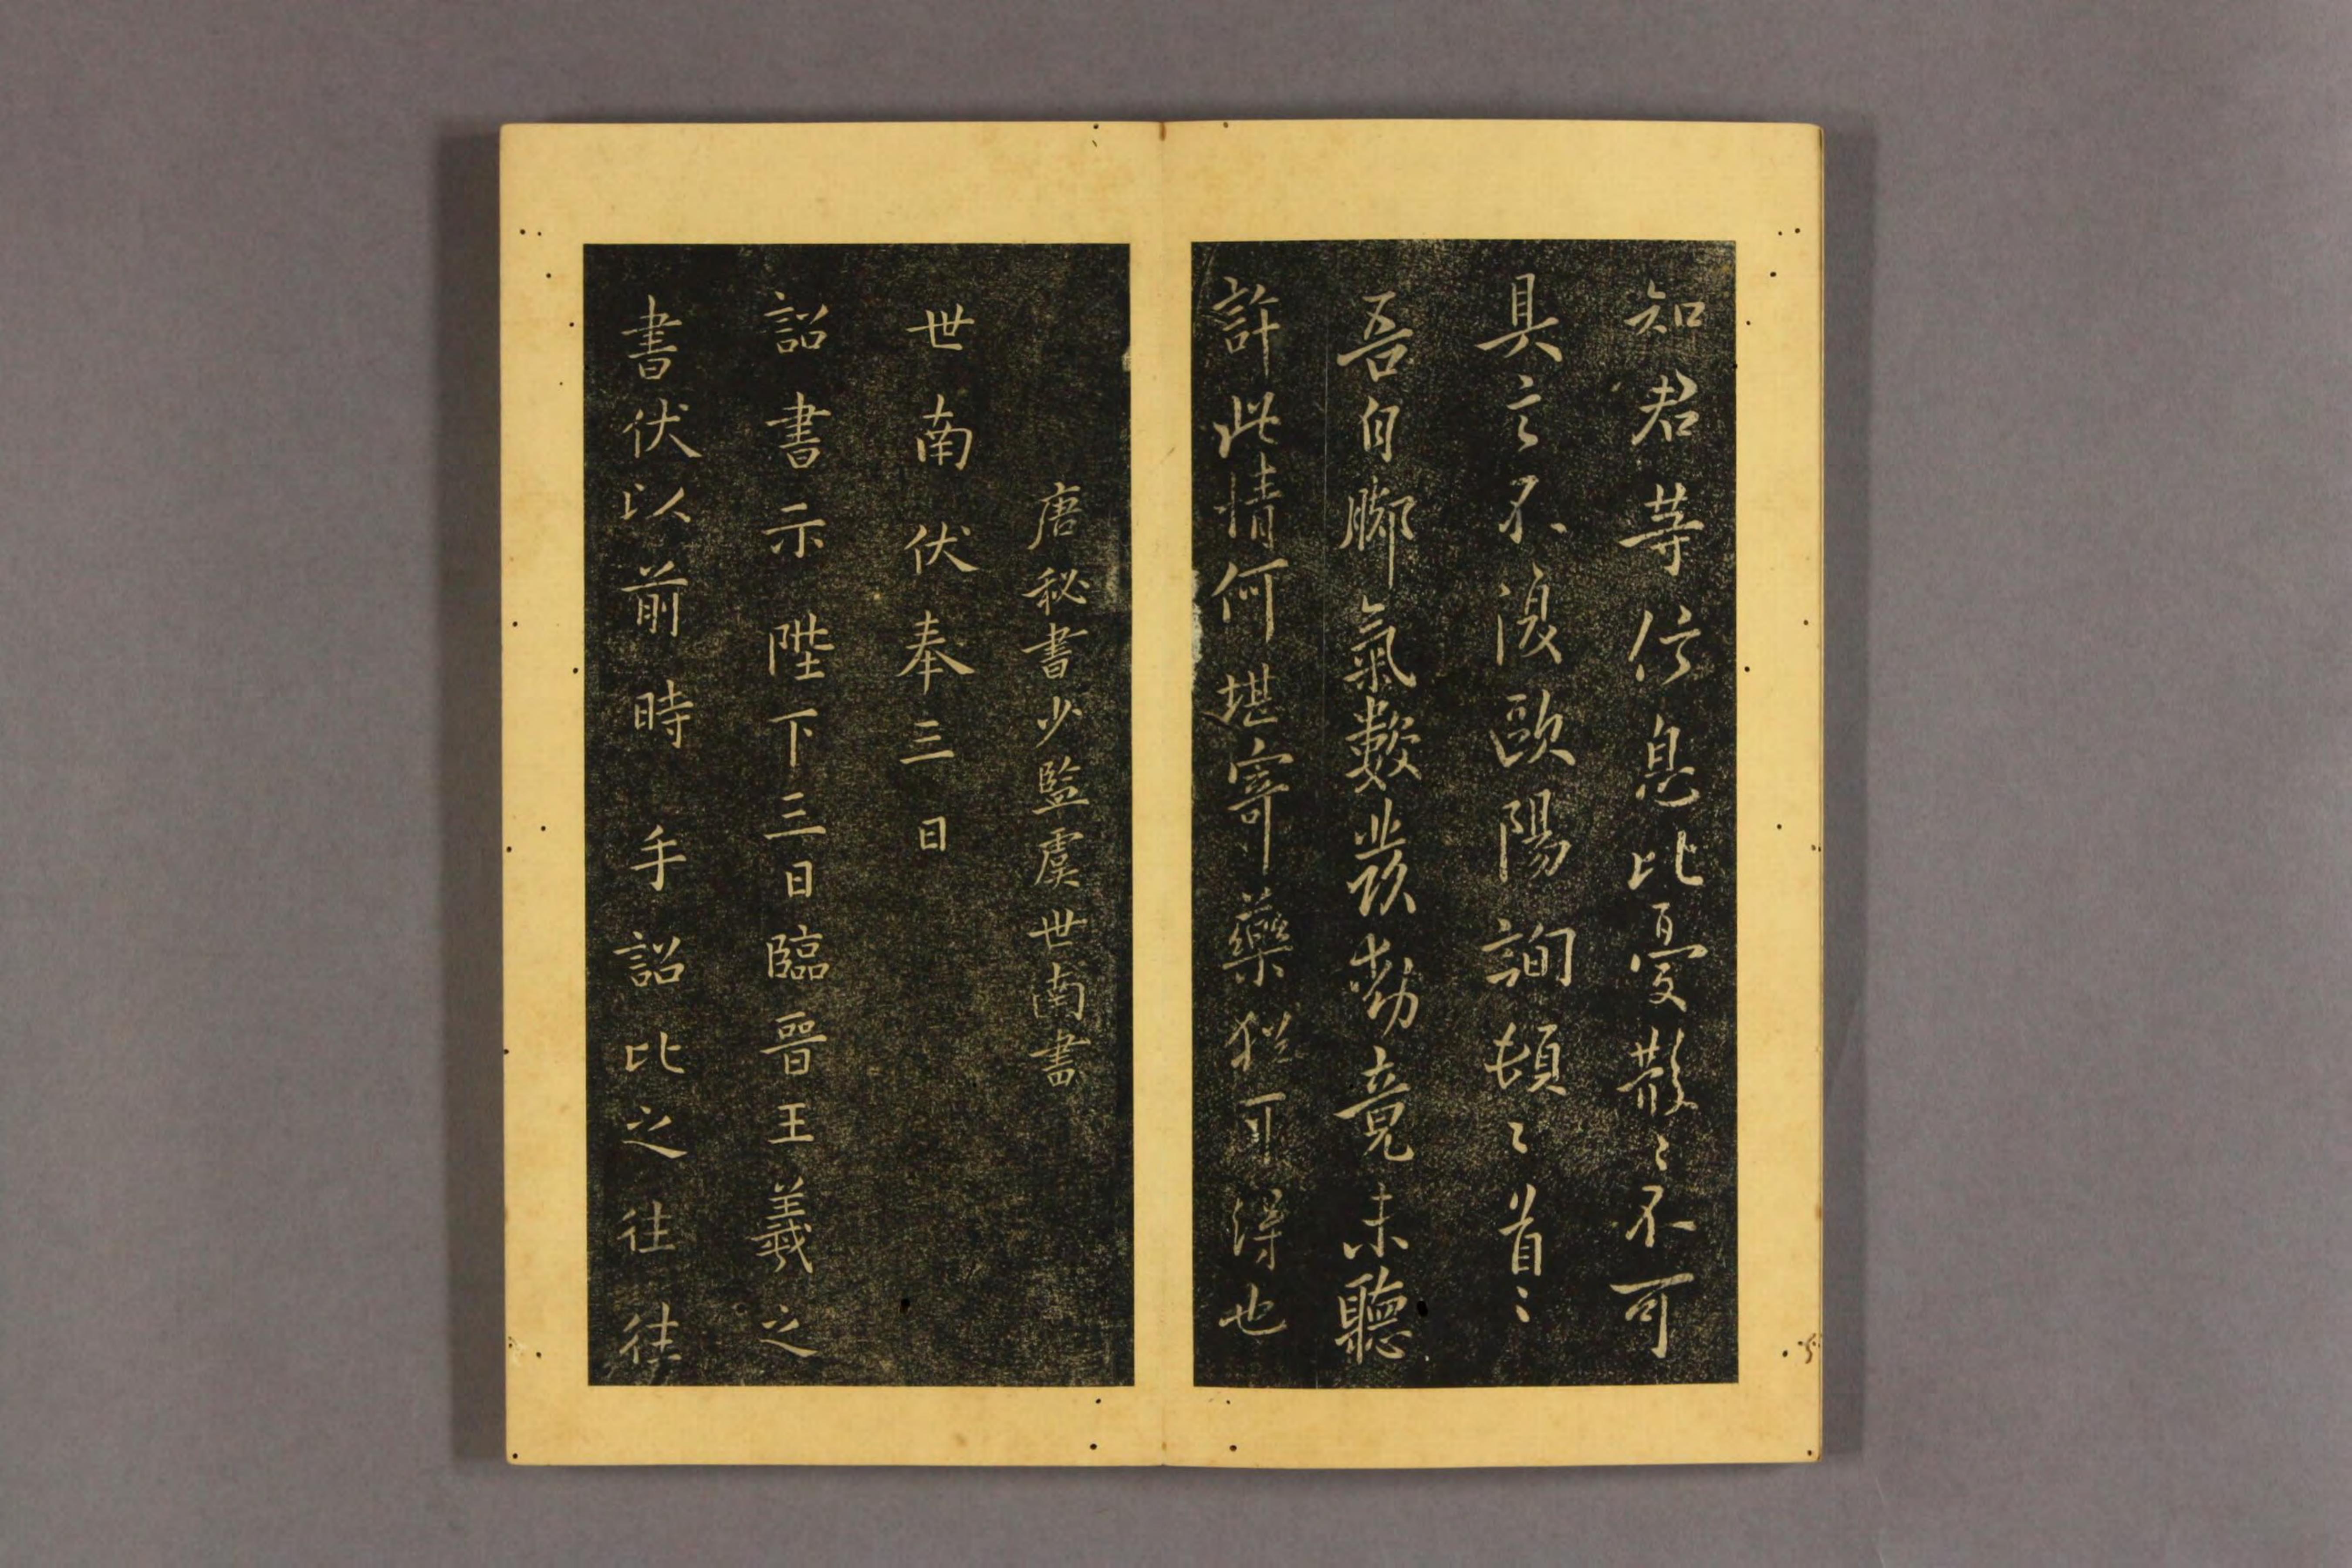 知君等信息比憂散〻不可
具言不復歐陽詢頓〻首〻
吾自腳氣數發動竟未聽
許此情何堪寄藥猶可得也
唐秘書少監虞世南書
世南伏奉三日
詔書示陛下三日臨晉王羲之
書伏以前時手詔比之往往